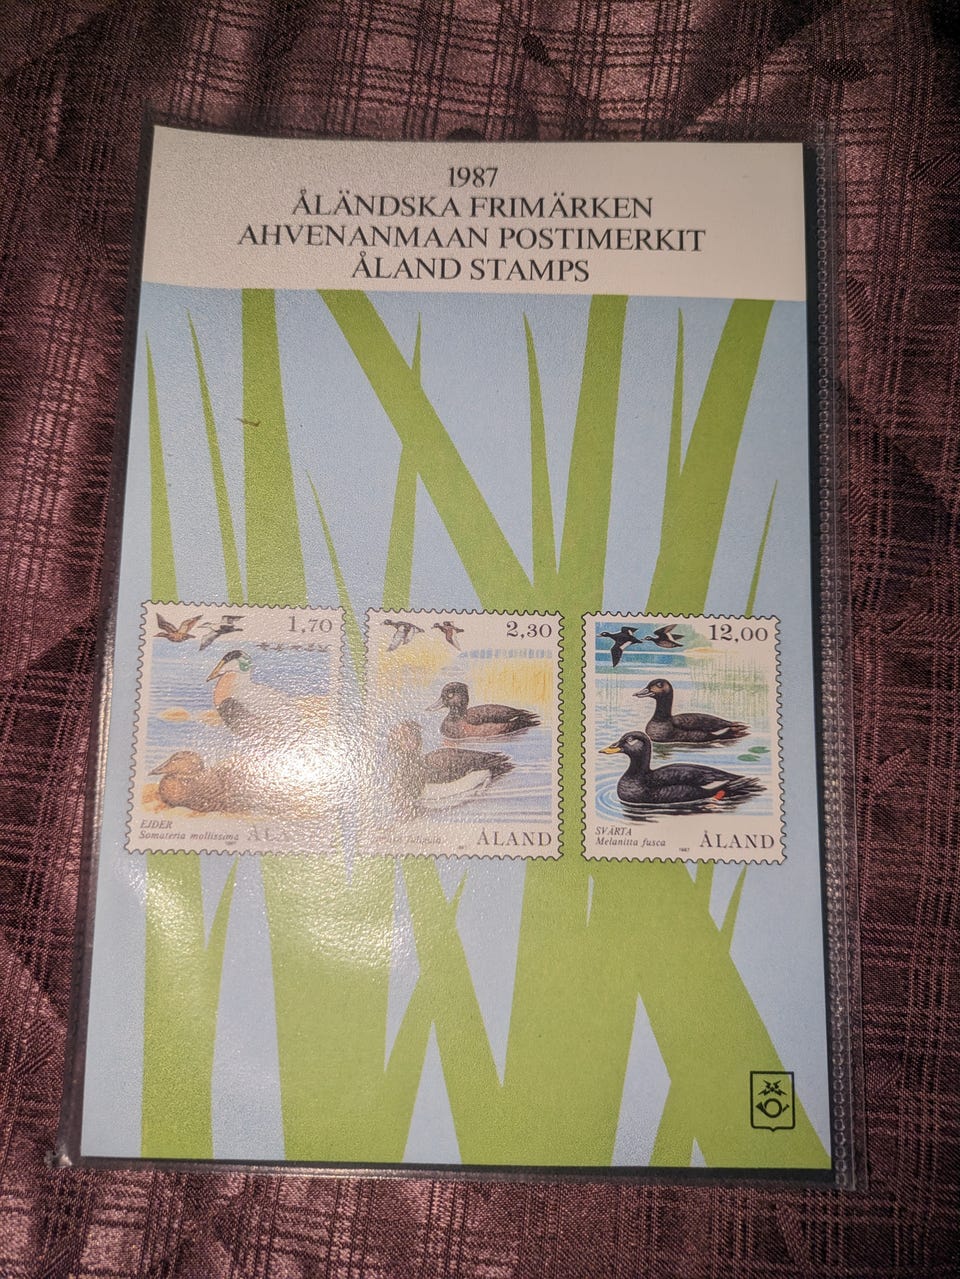 1987
ÅLÄNDSKA FRIMÄRKEN
AHVENANMAAN POSTIMERKIT
ÅLAND STAMPS
1,70
2,30
12,00
EJDER
Somateria mollissima
ÅLAND
fuligula
ÅLAND
SVÄRTA
Melanitta fusca
1987
ÅLAND